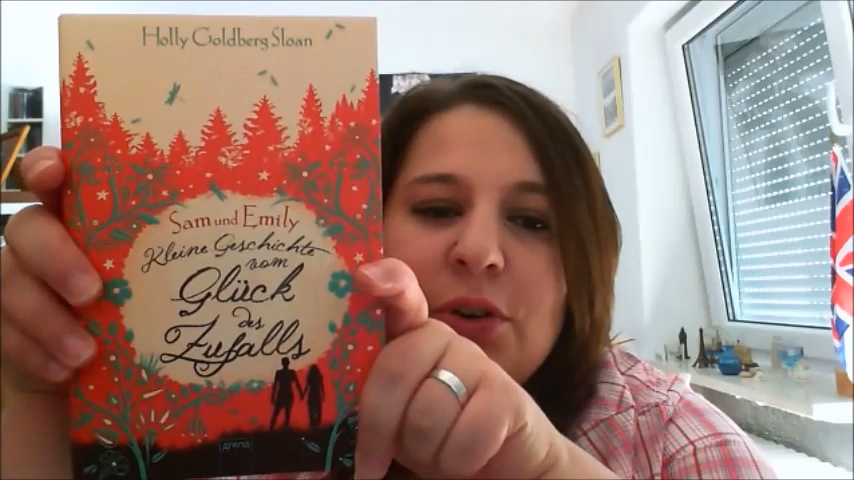 Holly Goldberg Sloan
Sam und Emily
Kleine Geschichte
vom
Glück
des
Zufalls
Arena